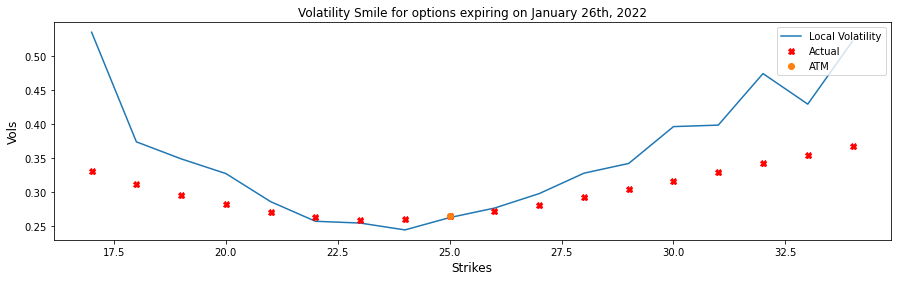 Volatility Smile for options expiring on January 26th, 2022
Local Volatility
Actual
ATM
Vols
0.50
0.45
0.40
0.35
0.30
0.25
17.5 20.0 22.5 25.0 27.5 30.0 32.5
Strikes